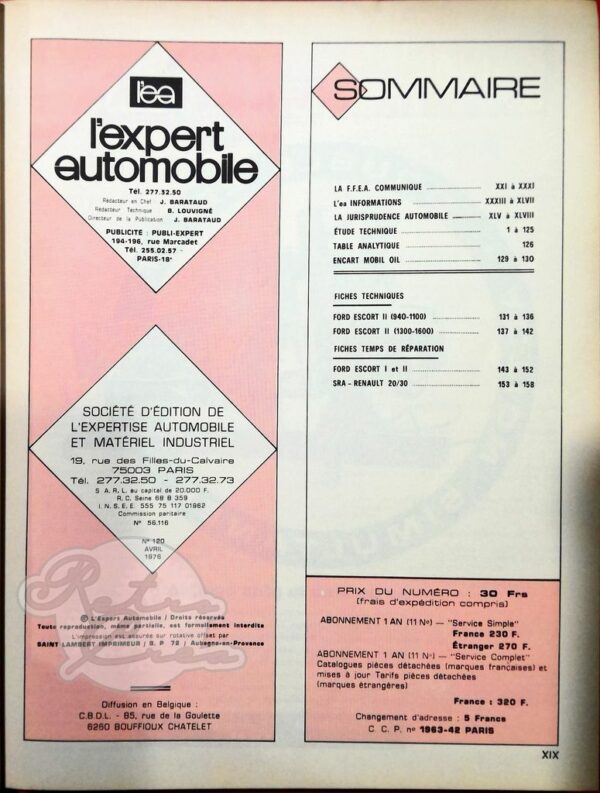 l'ea
l'expert
automobile
Tél. 277.32.50
Rédacteur en Chef J. BARATAUD
Rédacteur Technique B. LOUVIGNÉ
Directeur de la Publication J. BARATAUD
PUBLICITÉ : PUBLI-EXPERT
194-196, rue Marcadet
Tél. 255.02.57 -
PARIS-18e
SOCIÉTÉ D'ÉDITION DE
L'EXPERTISE AUTOMOBILE
ET MATÉRIEL INDUSTRIEL
19, rue des Filles-du-Calvaire
75003 PARIS
Tél. 277.32.50 - 277.32.73
S.A.R.L. au capital de 20.000 F.
R.C. Seine 68 B 359
I.N.S.E.E. 555 75 117 01962
Commission paritaire
N° 56.116
N° 120
AVRIL
1976
Retro
© L'Expert Automobile / Droits réservés
Toute reproduction, même partielle, est formellement interdite
L'impression est assurée sur rotative offset par
SAINT LAMBERT IMPRIMEUR / B. P. 72 / Aubagne-en-Provence
Diffusion en Belgique :
C.B.D.L. - 85, rue de la Goulette
6260 BOUFFIOUX CHATELET
SOMMAIRE
LA F.F.E.A. COMMUNIQUE XXI à XXXI
L'ea INFORMATIONS XXXIII à XLVII
LA JURISPRUDENCE AUTOMOBILE XLV à XLVIII
ÉTUDE TECHNIQUE 1 à 125
TABLE ANALYTIQUE 126
ENCART MOBIL OIL 129 à 130
FICHES TECHNIQUES
FORD ESCORT II (940-1100) 131 à 136
FORD ESCORT II (1300-1600) 137 à 142
FICHES TEMPS DE RÉPARATION
FORD ESCORT I et II 143 à 152
SRA - RENAULT 20/30 153 à 158
PRIX DU NUMÉRO : 30 Frs
(frais d'expédition compris)
ABONNEMENT 1 AN (11 Nos) — "Service Simple"
France 230 F.
Étranger 270 F.
ABONNEMENT 1 AN (11 Nos) — "Service Complet"
Catalogues pièces détachées (marques françaises) et
mises à jour Tarifs pièces détachées
(marques étrangères)
France : 320 F.
Changement d'adresse : 5 Francs
C. C. P. n° 1963-42 PARIS
XIX